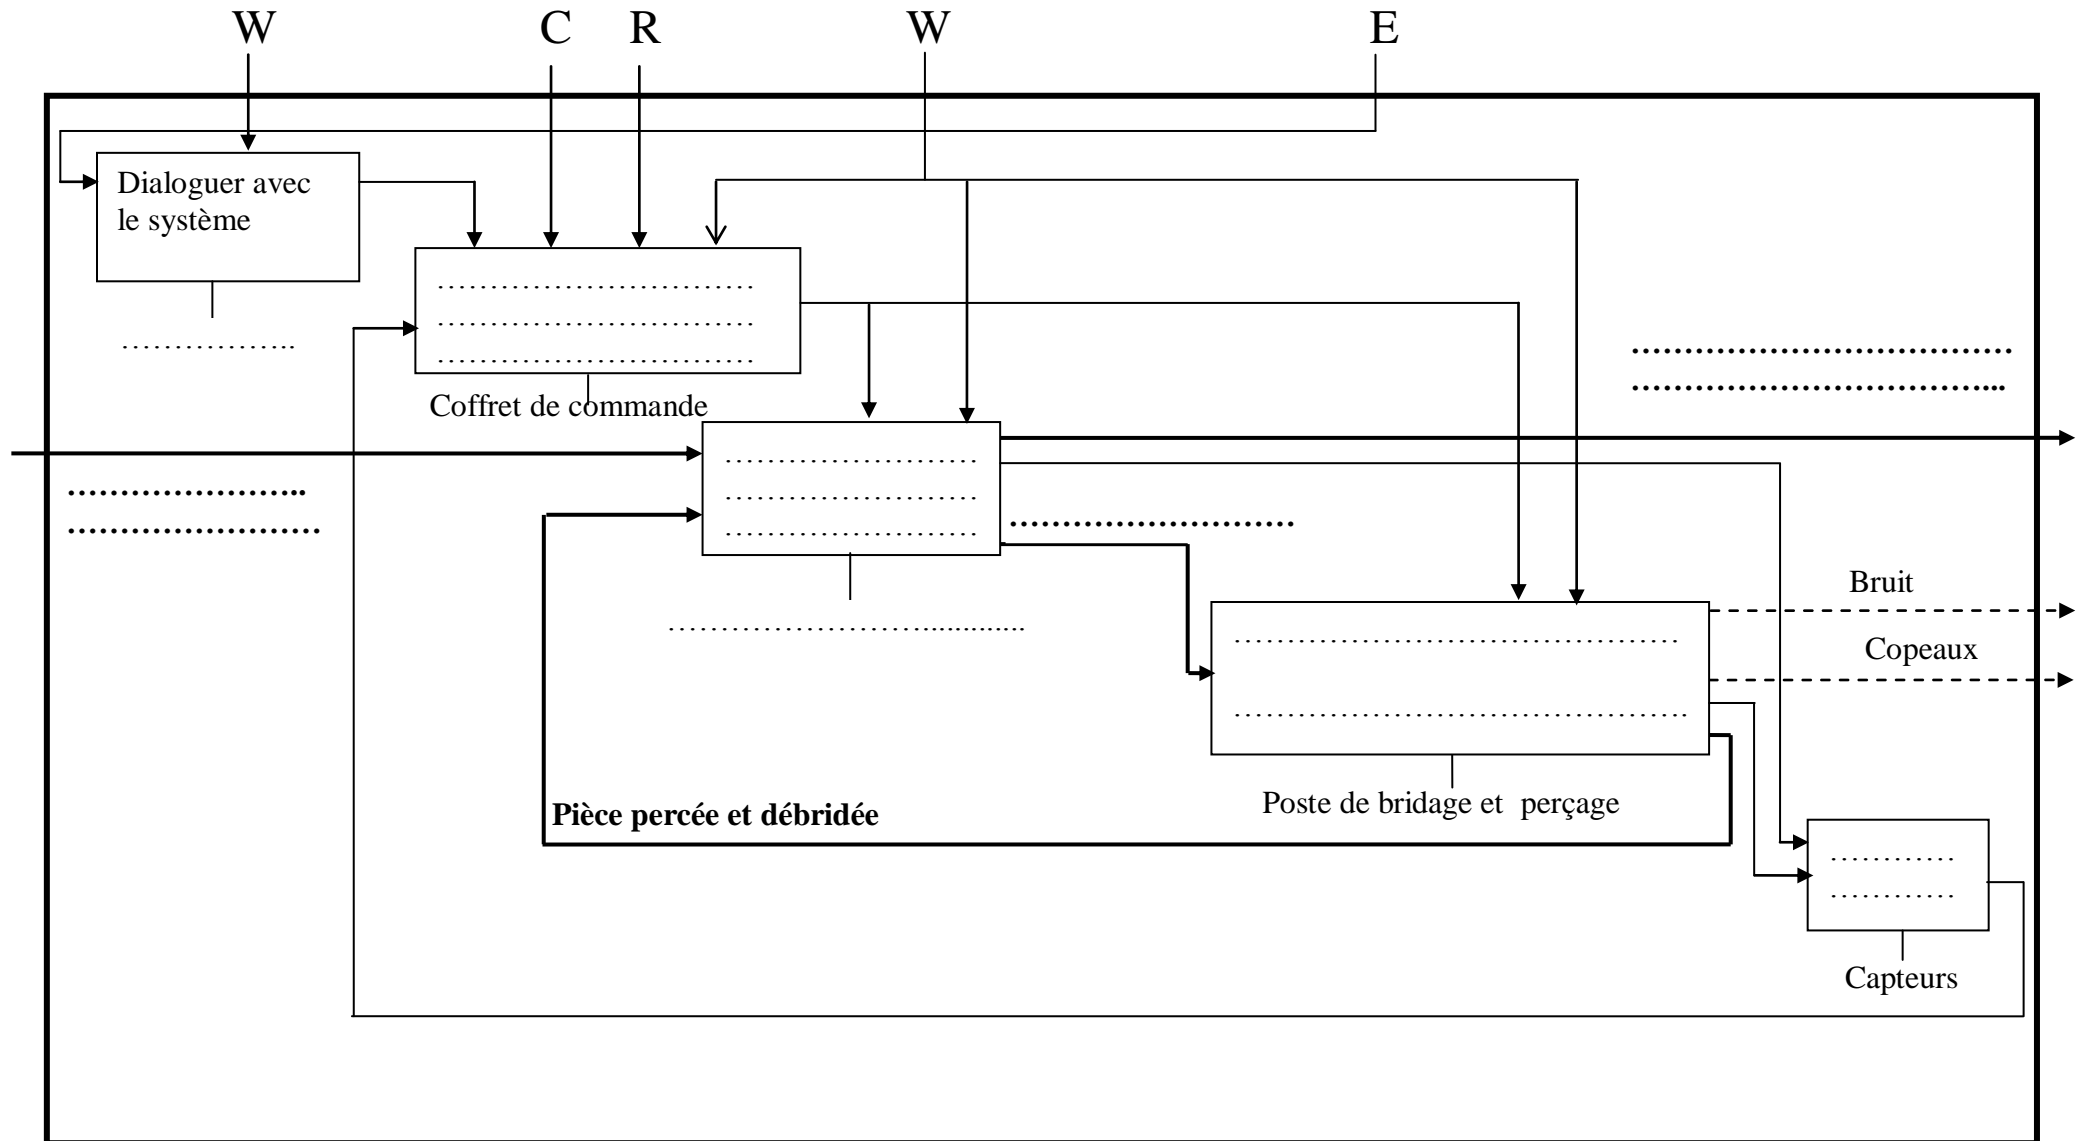 W C R W E
Dialoguer avec
le système
……………………………
……………………………
……………………………
……………..
Coffret de commande
………………………………
………………………………
…………………..
…………………….
……………………
……………………
……………………
………………………
……………………............
Bruit
Copeaux
………………………………………
………………………………………
Poste de bridage et perçage
Pièce percée et débridée
…………
…………
Capteurs